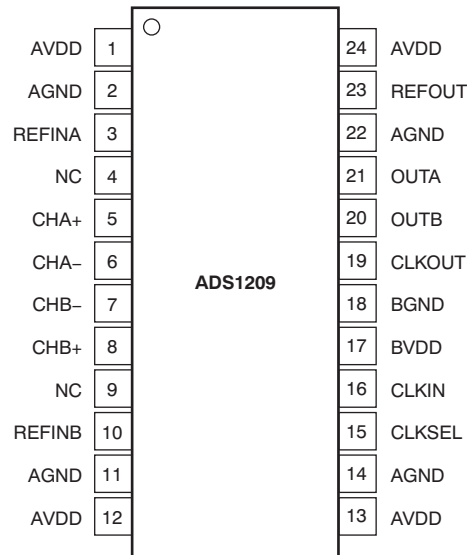 AVDD 1 24 AVDD
AGND 2 23 REFOUT
REFINA 3 22 AGND
NC 4 21 OUTA
CHA+ 5 20 OUTB
CHA− 6 19 CLKOUT
ADS1209
CHB− 7 18 BGND
CHB+ 8 17 BVDD
NC 9 16 CLKIN
REFINB 10 15 CLKSEL
AGND 11 14 AGND
AVDD 12 13 AVDD